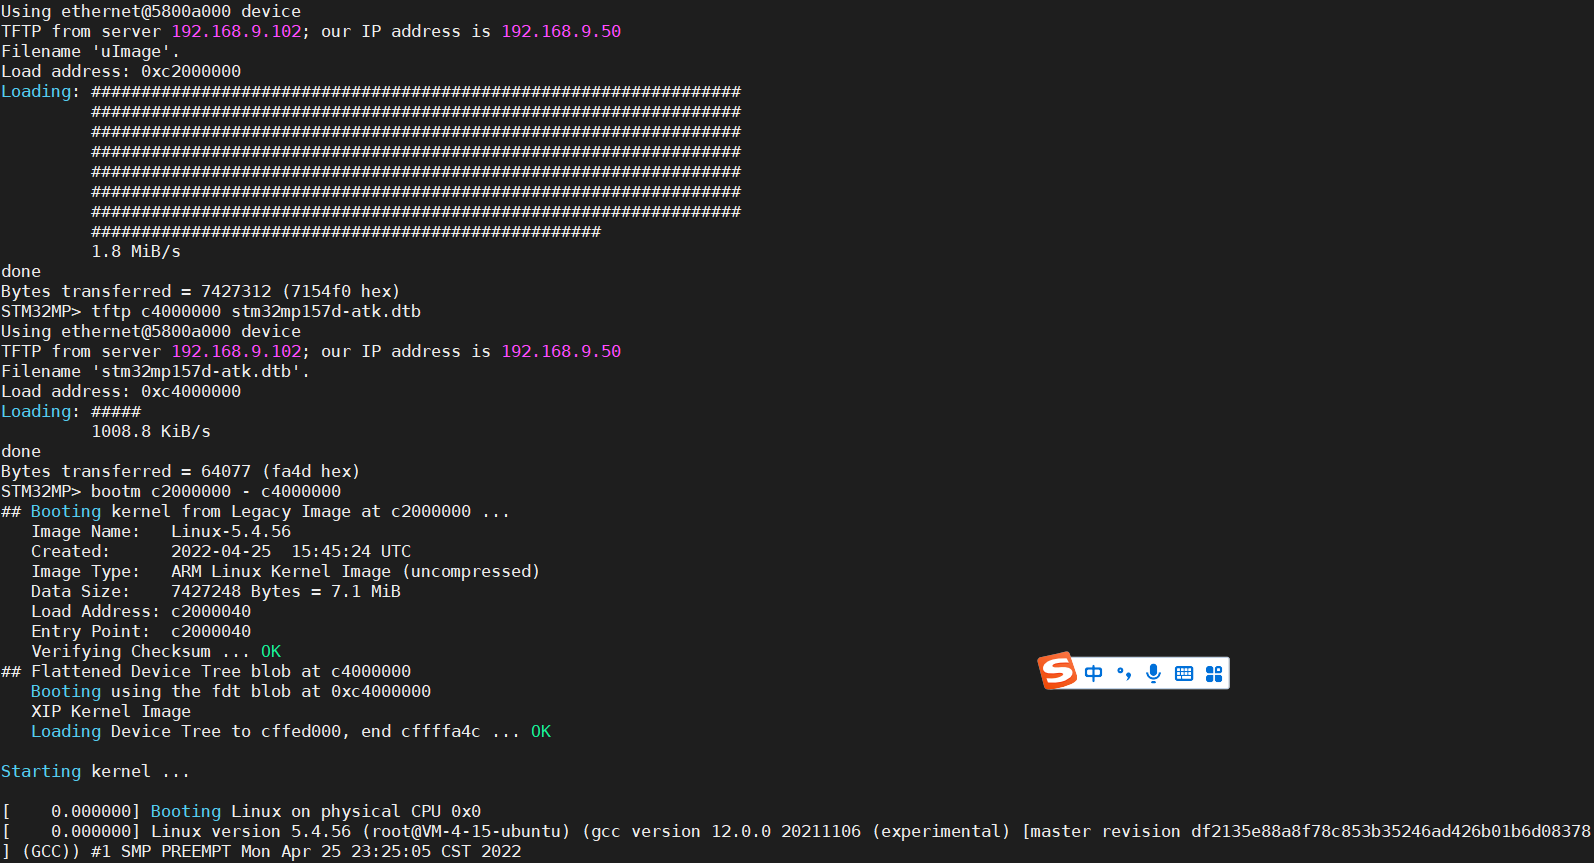 Using ethernet@5800a000 device
TFTP from server 192.168.9.102; our IP address is 192.168.9.50
Filename 'uImage'.
Load address: 0xc2000000
Loading: #################################################################
         #################################################################
         #################################################################
         #################################################################
         #################################################################
         #################################################################
         #################################################################
         ###################################################
         1.8 MiB/s
done
Bytes transferred = 7427312 (7154f0 hex)
STM32MP> tftp c4000000 stm32mp157d-atk.dtb
Using ethernet@5800a000 device
TFTP from server 192.168.9.102; our IP address is 192.168.9.50
Filename 'stm32mp157d-atk.dtb'.
Load address: 0xc4000000
Loading: #####
         1008.8 KiB/s
done
Bytes transferred = 64077 (fa4d hex)
STM32MP> bootm c2000000 - c4000000
## Booting kernel from Legacy Image at c2000000 ...
   Image Name:   Linux-5.4.56
   Created:      2022-04-25  15:45:24 UTC
   Image Type:   ARM Linux Kernel Image (uncompressed)
   Data Size:    7427248 Bytes = 7.1 MiB
   Load Address: c2000040
   Entry Point:  c2000040
   Verifying Checksum ... OK
## Flattened Device Tree blob at c4000000
   Booting using the fdt blob at 0xc4000000
   XIP Kernel Image
   Loading Device Tree to cffed000, end cffffa4c ... OK
Starting kernel ...
[    0.000000] Booting Linux on physical CPU 0x0
[    0.000000] Linux version 5.4.56 (root@VM-4-15-ubuntu) (gcc version 12.0.0 20211106 (experimental) [master revision df2135e88a8f78c853b35246ad426b01b6d08378
] (GCC)) #1 SMP PREEMPT Mon Apr 25 23:25:05 CST 2022
S 中 °,